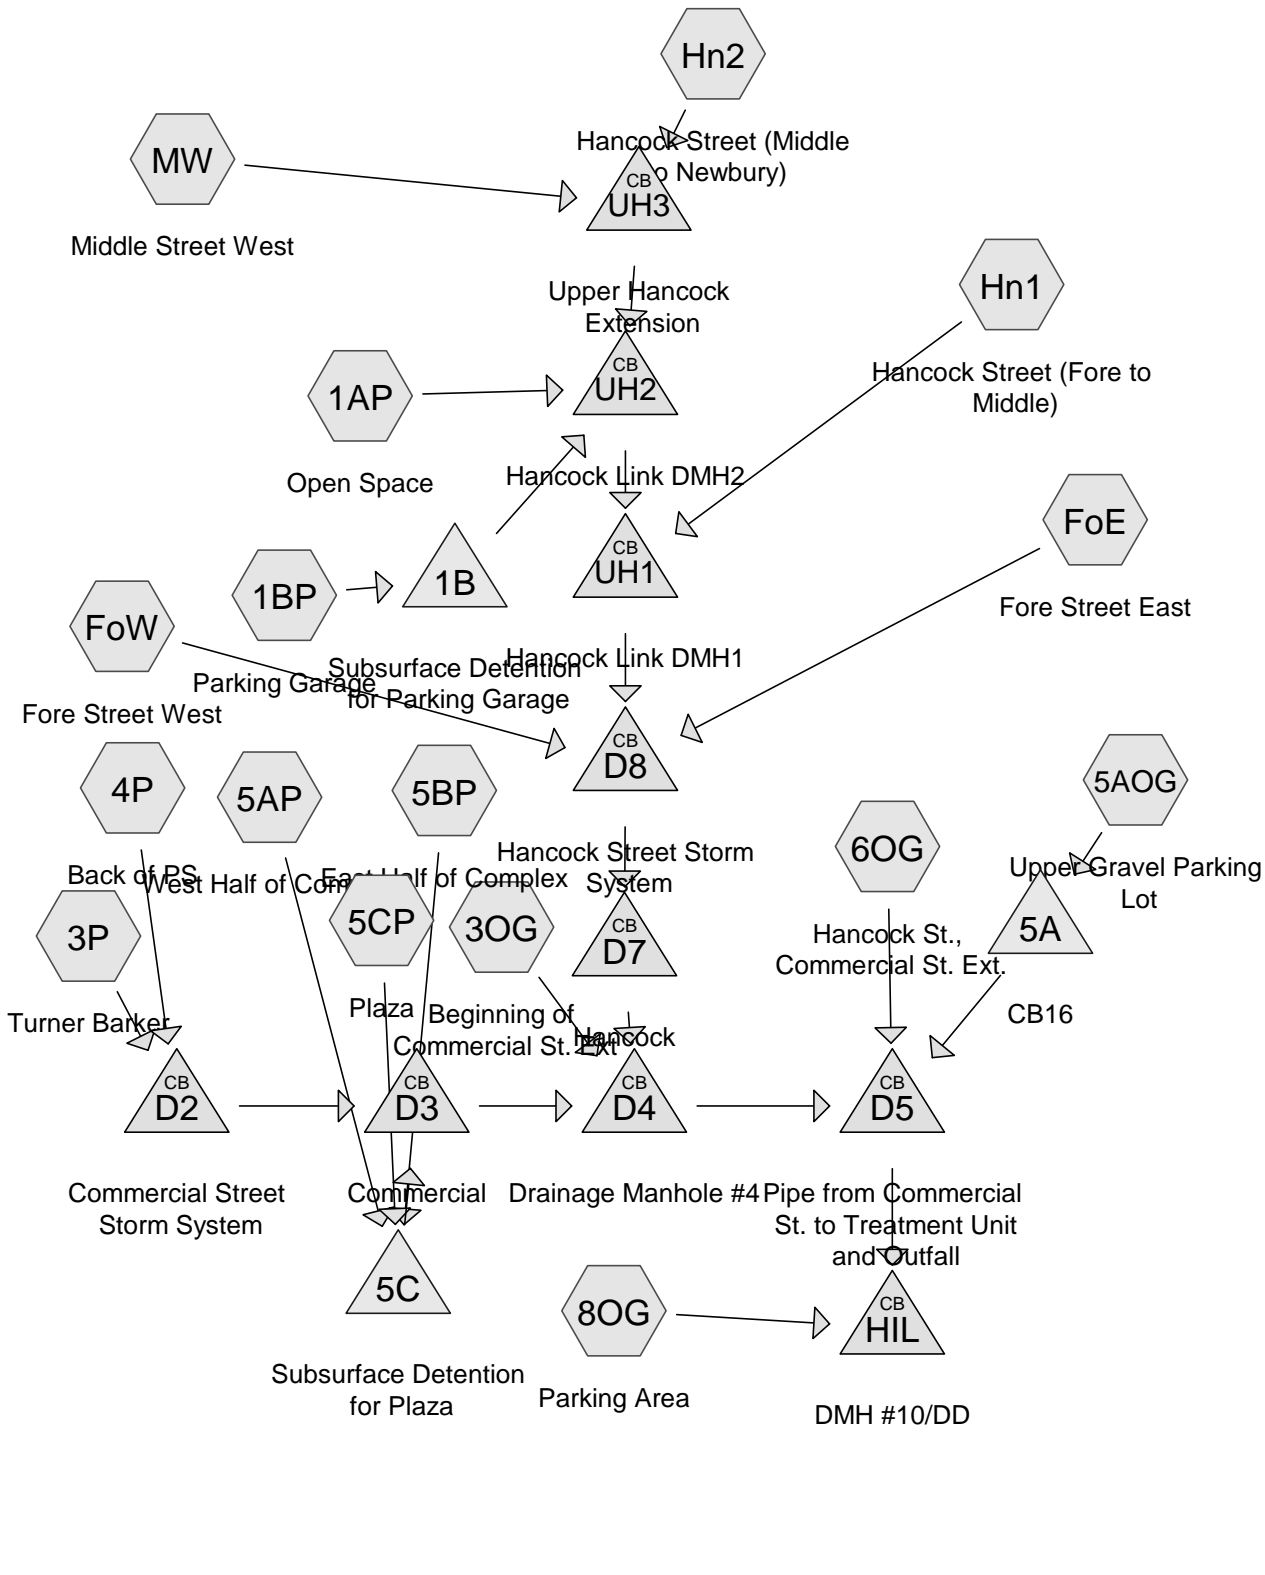 Hn2
Hancock Street (Middle
o Newbury)
MW
Middle Street West
CB
UH3
Upper Hancock
Extension
Hn1
Hancock Street (Fore to
Middle)
1AP
Open Space
CB
UH2
Hancock Link DMH2
FoE
Fore Street East
CB
UH1
Hancock Link DMH1
1B
Subsurface Detention
for Parking Garage
1BP
Parking Garage
FoW
Fore Street West
CB
D8
Hancock Street Storm
System
4P
Back of PS
5AP
West Half of Com
5BP
East Half of Complex
5AOG
Upper Gravel Parking
Lot
6OG
Hancock St.,
Commercial St. Ext.
5A
CB16
3P
Turner Barker
5CP
Plaza
3OG
Beginning of
Commercial St. Ext
CB
D7
Hancock
CB
D2
Commercial Street
Storm System
CB
D3
Commercial
CB
D4
Drainage Manhole #4
CB
D5
Pipe from Commercial
St. to Treatment Unit
and Outfall
5C
Subsurface Detention
for Plaza
8OG
Parking Area
CB
HIL
DMH #10/DD